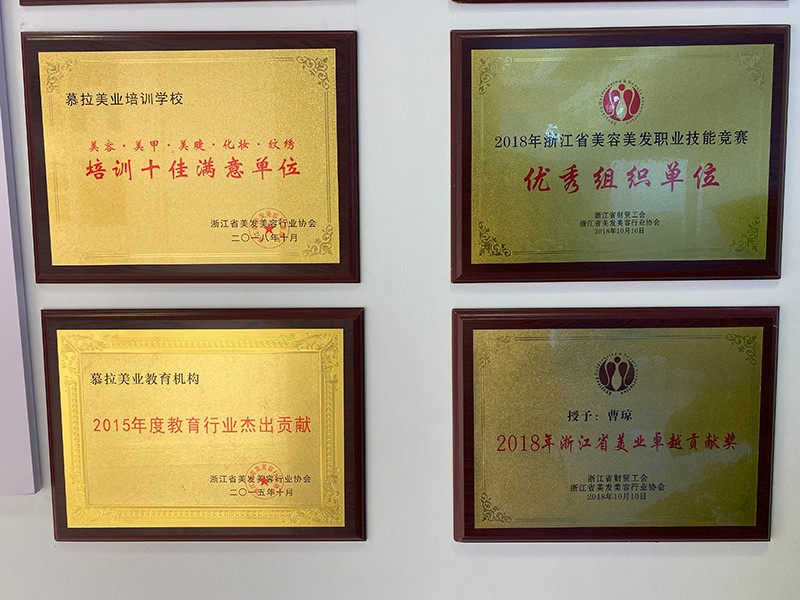 慕拉美业培训学校
美容·美甲·美睫·化妆·纹绣
培训十佳满意单位
浙江省美发美容行业协会
二〇一八年十月
2018年浙江省美容美发职业技能竞赛
优秀组织单位
浙江省财贸工会
浙江省美发美容行业协会
2018年10月10日
慕拉美业教育机构
2015年度教育行业杰出贡献
浙江省美发美容行业协会
二〇一五年十月
授予：曹琼
2018年浙江省美业卓越贡献奖
浙江省财贸工会
浙江省美发美容行业协会
2018年10月10日